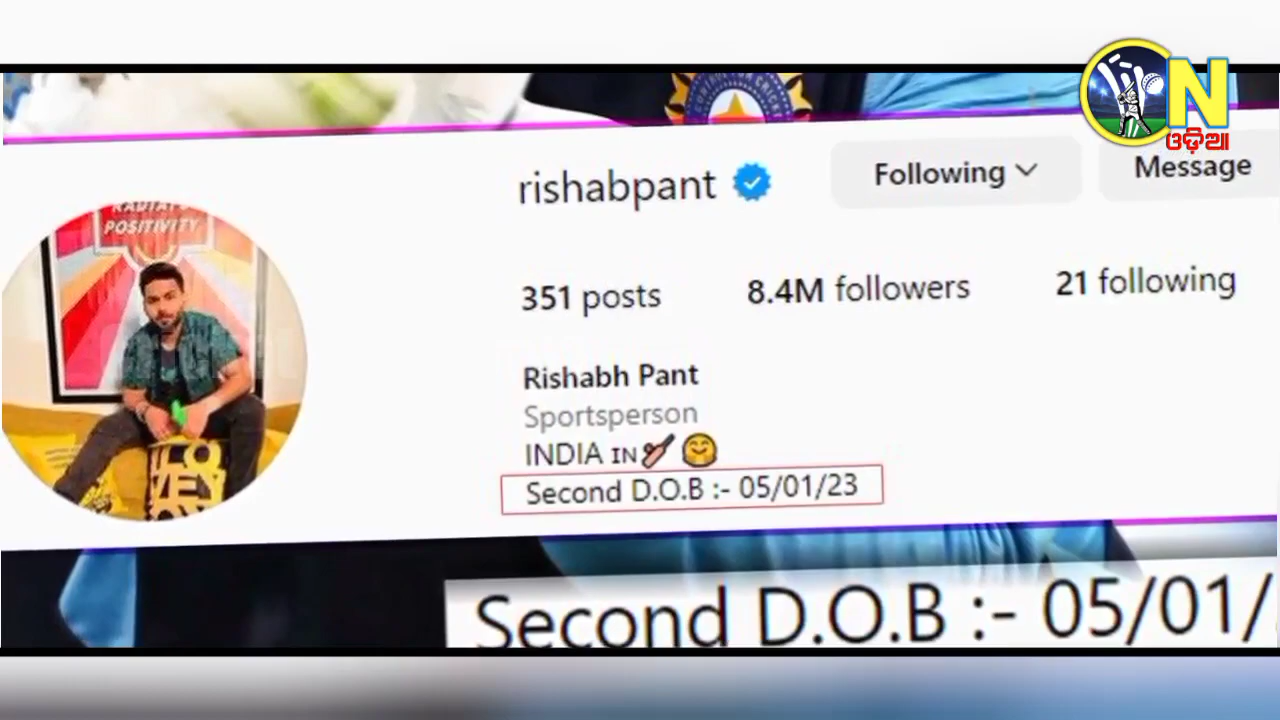 N
ଓଡ଼ିଆ
rishabpant
Following
Message
POSITIVITY
351 posts
8.4M followers
21 following
Rishabh Pant
Sportsperson
INDIA IN
Second D.O.B :- 05/01/23
Second D.O.B :- 05/01/